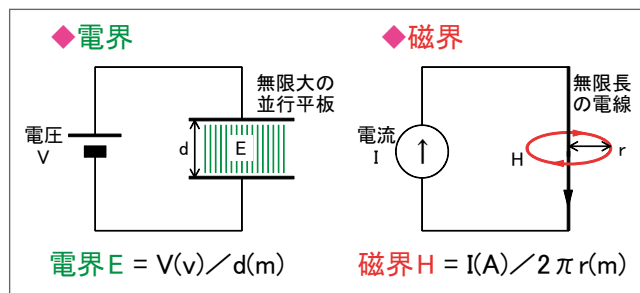 ◆電界
無限大の
並行平板
電圧
V
d
E
電界E = V(v)／d(m)
◆磁界
無限長
の電線
電流
I
H
r
磁界H = I(A)／2πr(m)